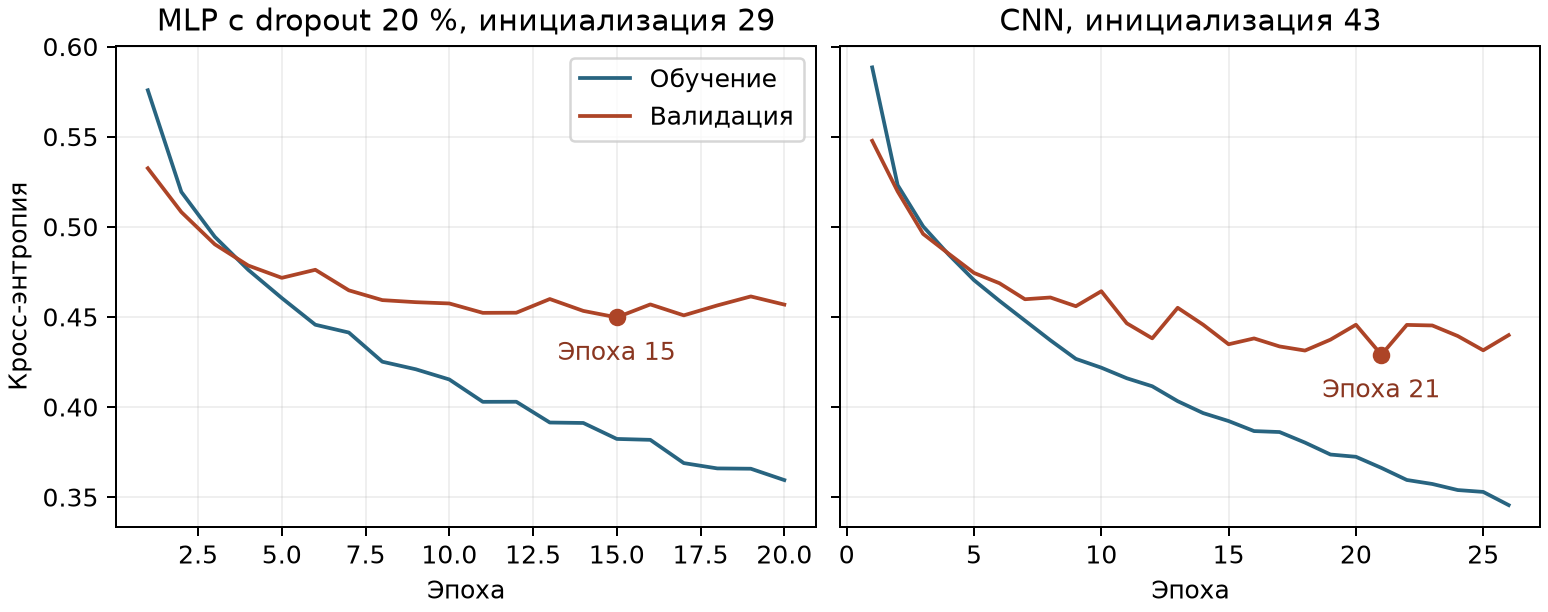 MLP с dropout 20 %, инициализация 29
CNN, инициализация 43
Обучение
Валидация
Кросс-энтропия
0.60
0.55
0.50
0.45
0.40
0.35
Эпоха 15
Эпоха 21
2.5 5.0 7.5 10.0 12.5 15.0 17.5 20.0
0 5 10 15 20 25
Эпоха
Эпоха